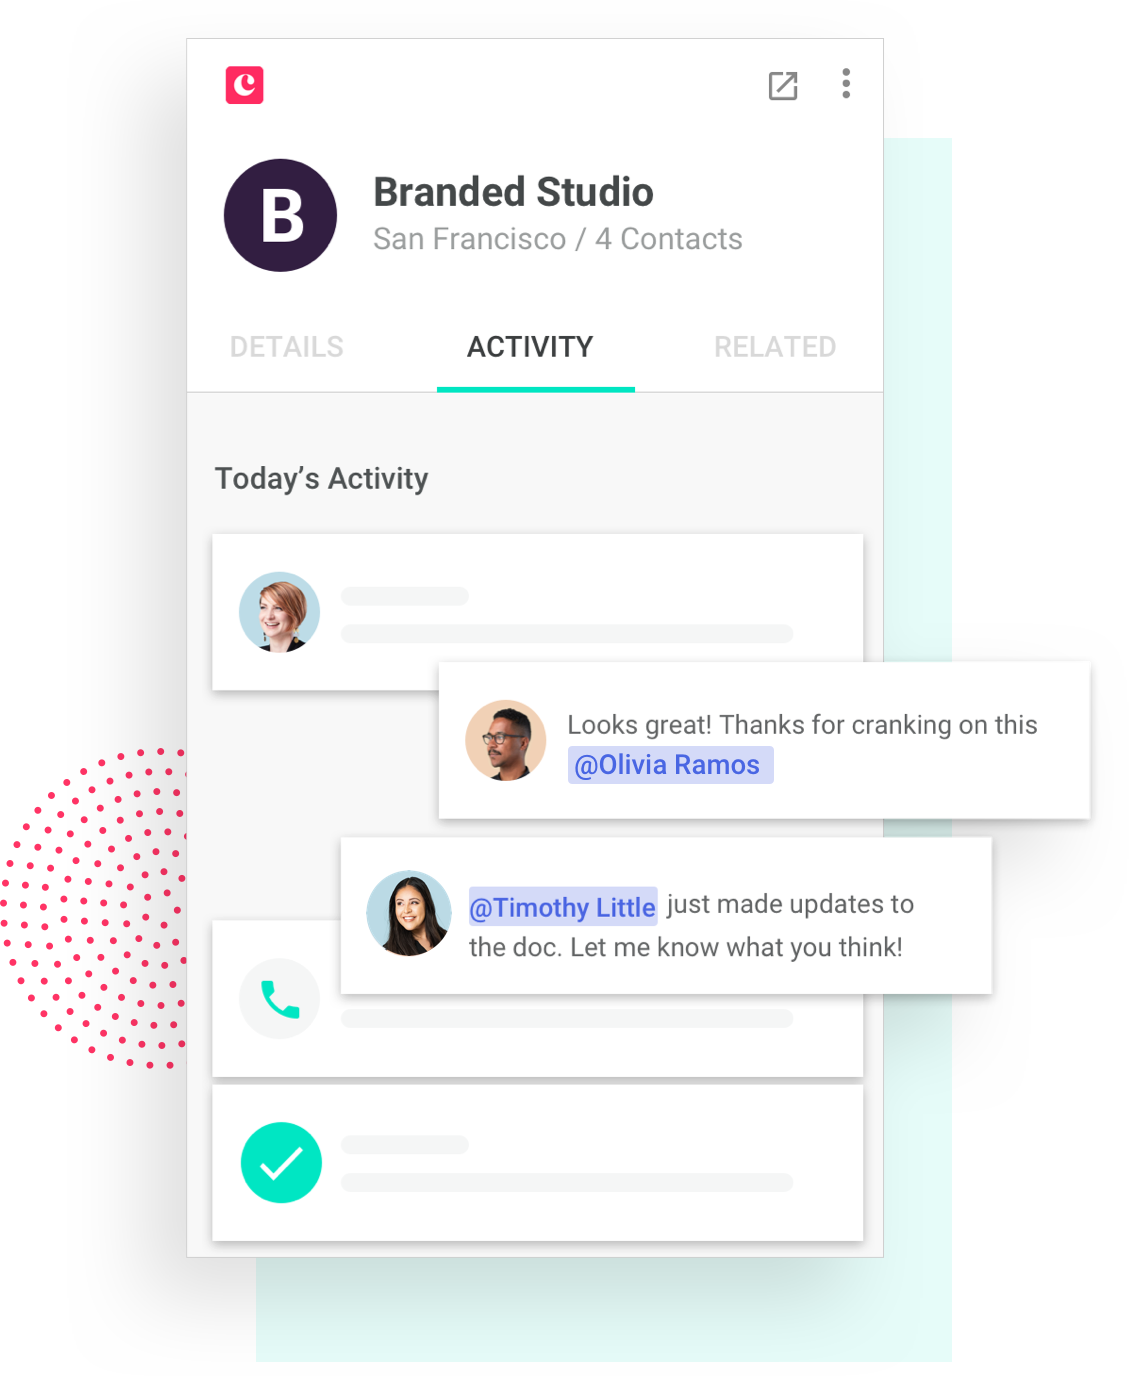 C
B
Branded Studio
San Francisco / 4 Contacts
DETAILS ACTIVITY RELATED
Today’s Activity
Looks great! Thanks for cranking on this
@Olivia Ramos
@Timothy Little just made updates to
the doc. Let me know what you think!